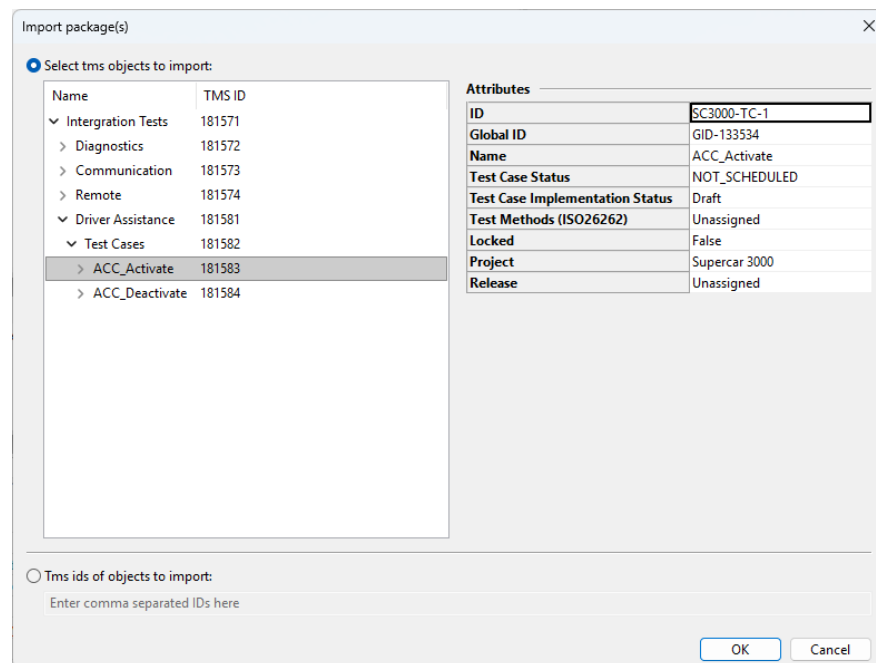 Import package(s)
Select tms objects to import:
Name TMS ID
Intergration Tests 181571
Diagnostics 181572
Communication 181573
Remote 181574
Driver Assistance 181581
Test Cases 181582
ACC_Activate 181583
ACC_Deactivate 181584
Attributes
ID SC3000-TC-1
Global ID GID-133534
Name ACC_Activate
Test Case Status NOT_SCHEDULED
Test Case Implementation Status Draft
Test Methods (ISO26262) Unassigned
Locked False
Project Supercar 3000
Release Unassigned
Tms ids of objects to import:
Enter comma separated IDs here
OK Cancel